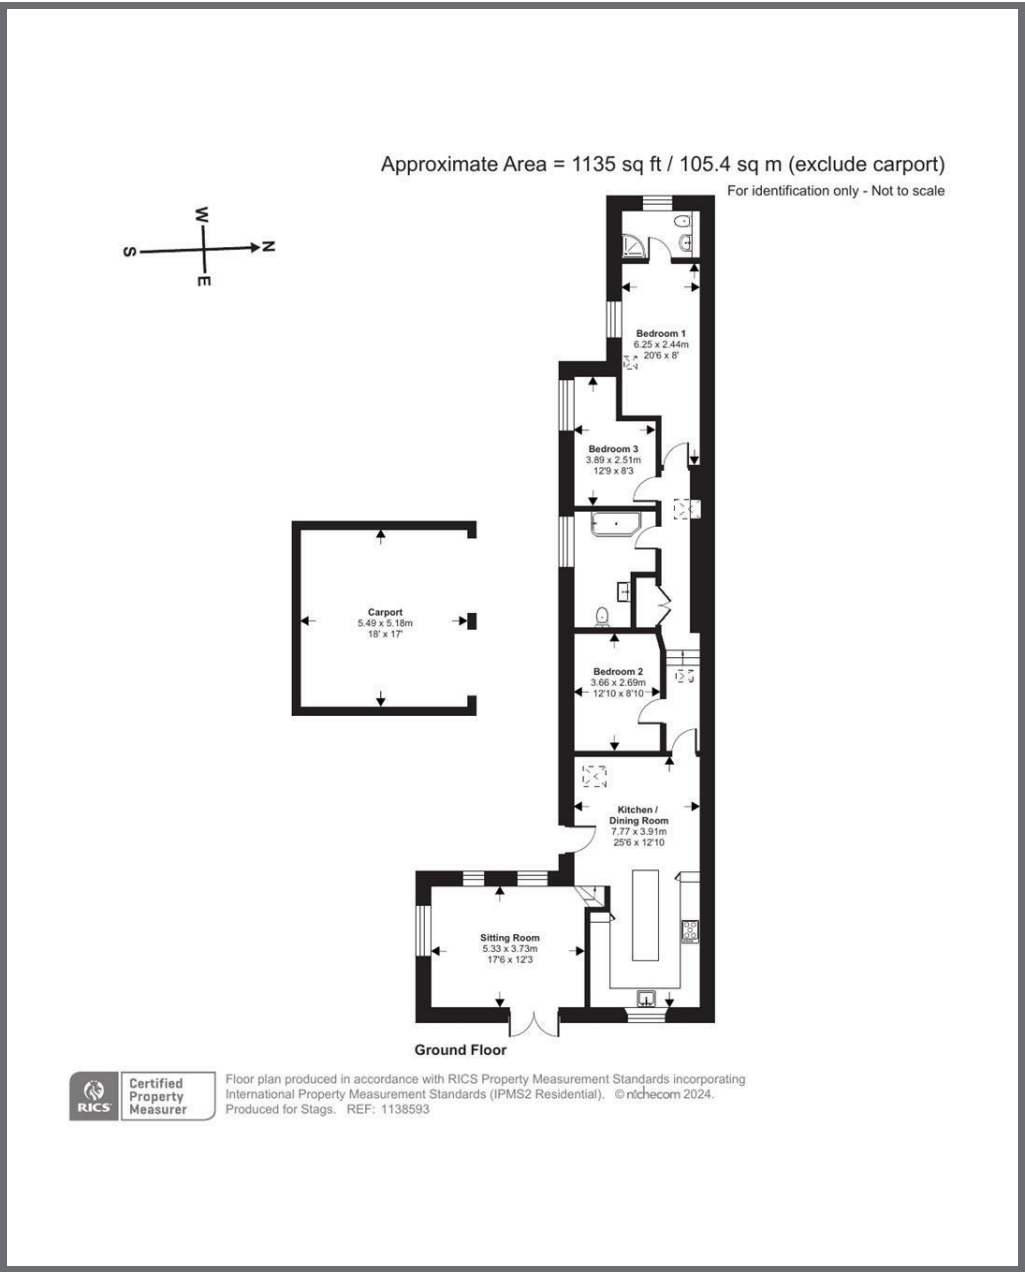 Approximate Area = 1135 sq ft / 105.4 sq m (exclude carport)
For identification only - Not to scale
W
S
N
E
Bedroom 1
6.25 x 2.44m
20'6 x 8'
Bedroom 3
3.89 x 2.51m
12'9 x 8'3
Carport
5.49 x 5.18m
18' x 17'
Bedroom 2
3.66 x 2.69m
12'10 x 8'10
Kitchen /
Dining Room
7.77 x 3.91m
25'6 x 12'10
Sitting Room
5.33 x 3.73m
17'6 x 12'3
Ground Floor
RICS
Certified
Property
Measurer
Floor plan produced in accordance with RICS Property Measurement Standards incorporating
International Property Measurement Standards (IPMS2 Residential). © nichecom 2024.
Produced for Stags. REF: 1138593